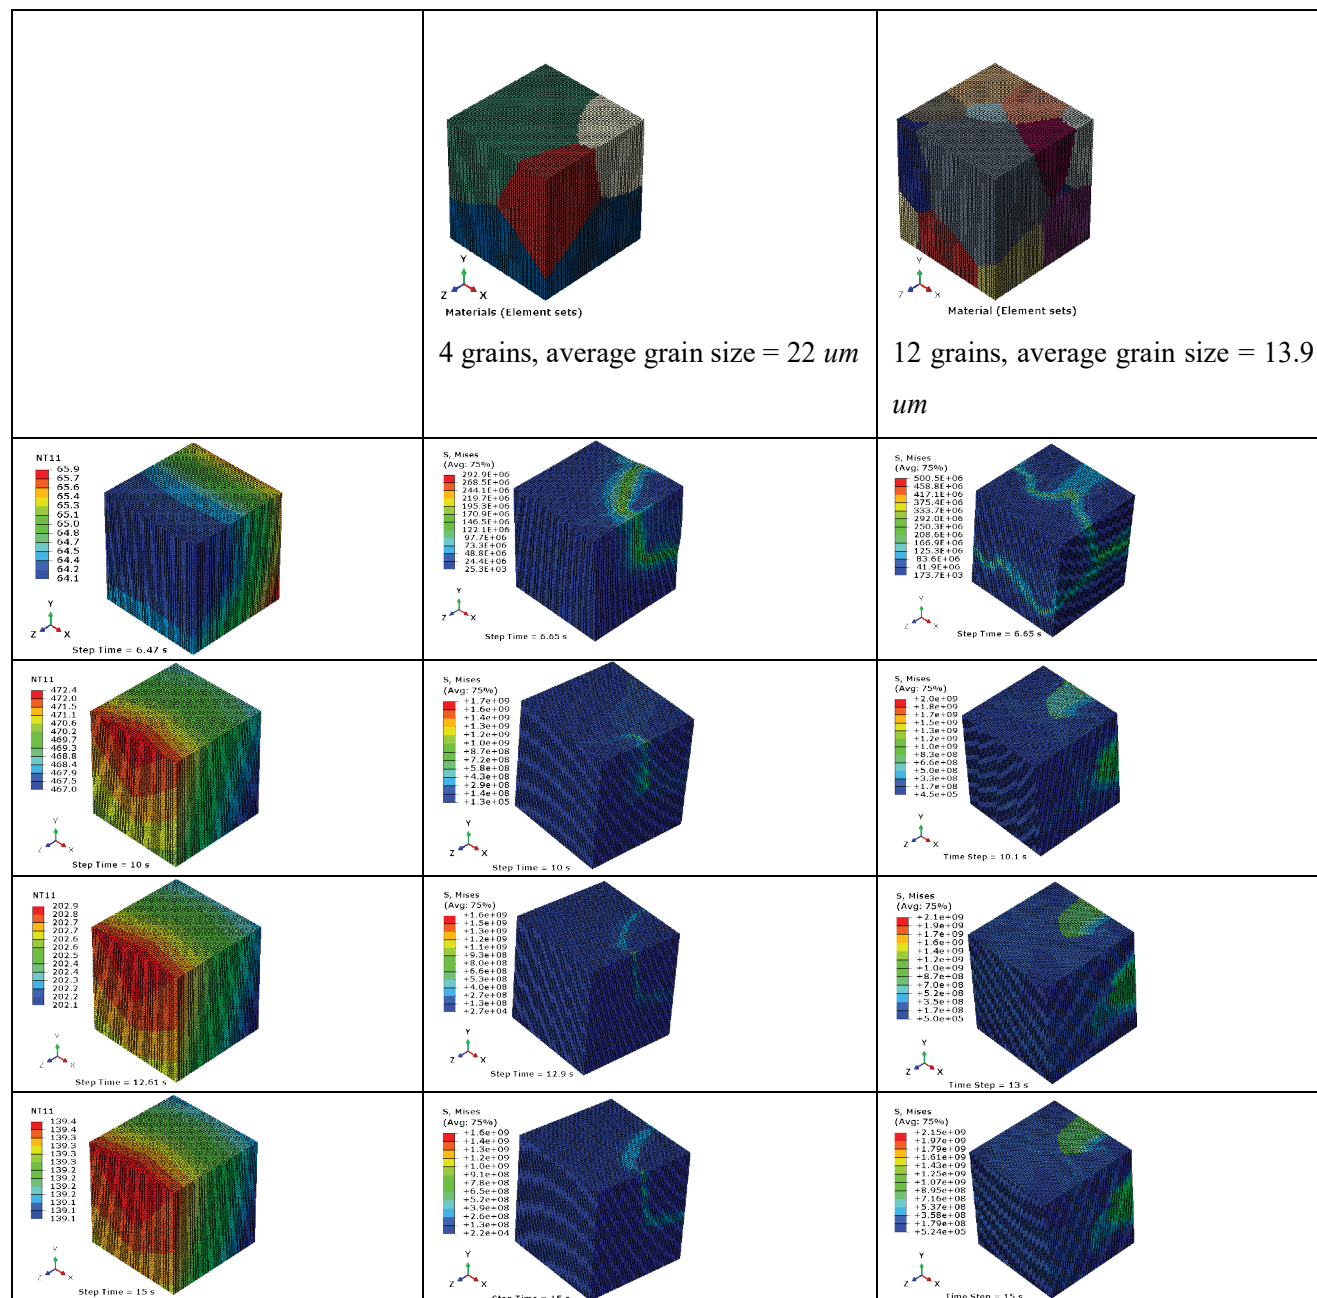 Y
Z X
Materials (Element sets)
4 grains, average grain size = 22 um
Y
Z X
Material (Element sets)
12 grains, average grain size = 13.9
um
NT11
65.9
65.7
65.6
65.4
65.3
65.1
65.0
64.8
64.7
64.5
64.4
64.2
64.1
Y
Z X
Step Time = 6.47 s
S, Mises
(Avg: 75%)
292.9E+06
268.5E+06
244.1E+06
219.7E+06
195.3E+06
170.9E+06
146.5E+06
122.1E+06
97.7E+06
73.3E+06
48.8E+06
24.4E+06
25.3E+03
Y
Z X
Step Time = 6.65 s
S, Mises
(Avg: 75%)
500.5E+06
458.8E+06
417.1E+06
375.4E+06
333.7E+06
292.0E+06
250.3E+06
208.6E+06
166.9E+06
125.3E+06
83.6E+06
41.9E+06
173.7E+03
Y
Z X
Step Time = 6.65 s
NT11
472.4
472.0
471.5
471.1
470.6
470.2
469.7
469.3
468.8
468.4
467.9
467.5
467.0
Y
Z X
Step Time = 10 s
S, Mises
(Avg: 75%)
+1.7e+09
+1.6e+09
+1.4e+09
+1.3e+09
+1.2e+09
+1.0e+09
+8.7e+08
+7.2e+08
+5.8e+08
+4.3e+08
+2.9e+08
+1.4e+08
+1.3e+05
Y
Z X
Step Time = 10 s
S, Mises
(Avg: 75%)
+2.0e+09
+1.8e+09
+1.7e+09
+1.5e+09
+1.3e+09
+1.2e+09
+1.0e+09
+8.3e+08
+6.6e+08
+5.0e+08
+3.3e+08
+1.7e+08
+4.5e+05
Y
Z X
Time Step = 10.1 s
NT11
202.9
202.8
202.7
202.7
202.6
202.6
202.5
202.4
202.4
202.3
202.2
202.2
202.1
Y
Z X
Step Time = 12.61 s
S, Mises
(Avg: 75%)
+1.6e+09
+1.5e+09
+1.3e+09
+1.2e+09
+1.1e+09
+9.3e+08
+8.0e+08
+6.6e+08
+5.3e+08
+4.0e+08
+2.7e+08
+1.3e+08
+2.7e+04
Y
Z X
Step Time = 12.9 s
S, Mises
(Avg: 75%)
+2.1e+09
+1.9e+09
+1.7e+09
+1.6e+09
+1.4e+09
+1.2e+09
+1.0e+09
+8.7e+08
+7.0e+08
+5.2e+08
+3.5e+08
+1.7e+08
+5.0e+05
Y
Z X
Time Step = 13 s
NT11
139.4
139.4
139.3
139.3
139.3
139.2
139.2
139.2
139.1
139.1
Y
Z X
Step Time = 15 s
S, Mises
(Avg: 75%)
+1.6e+09
+1.4e+09
+1.3e+09
+1.2e+09
+1.0e+09
+9.1e+08
+7.8e+08
+6.5e+08
+5.2e+08
+3.9e+08
+2.6e+08
+1.3e+08
+2.2e+04
Y
Z X
Step Time = 15 s
S, Mises
(Avg: 75%)
+2.15e+09
+1.97e+09
+1.79e+09
+1.61e+09
+1.43e+09
+1.25e+09
+1.07e+09
+8.95e+08
+7.16e+08
+5.37e+08
+3.58e+08
+1.79e+08
+5.24e+05
Y
Z X
Time Step = 15 s